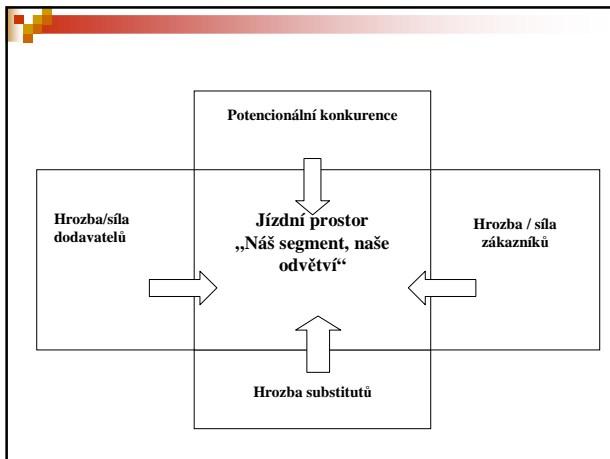 Potencionální konkurence
Hrozba/síla
dodavatelů
Jízdní prostor
„Náš segment, naše
odvětví“
Hrozba / síla
zákazníků
Hrozba substitutů